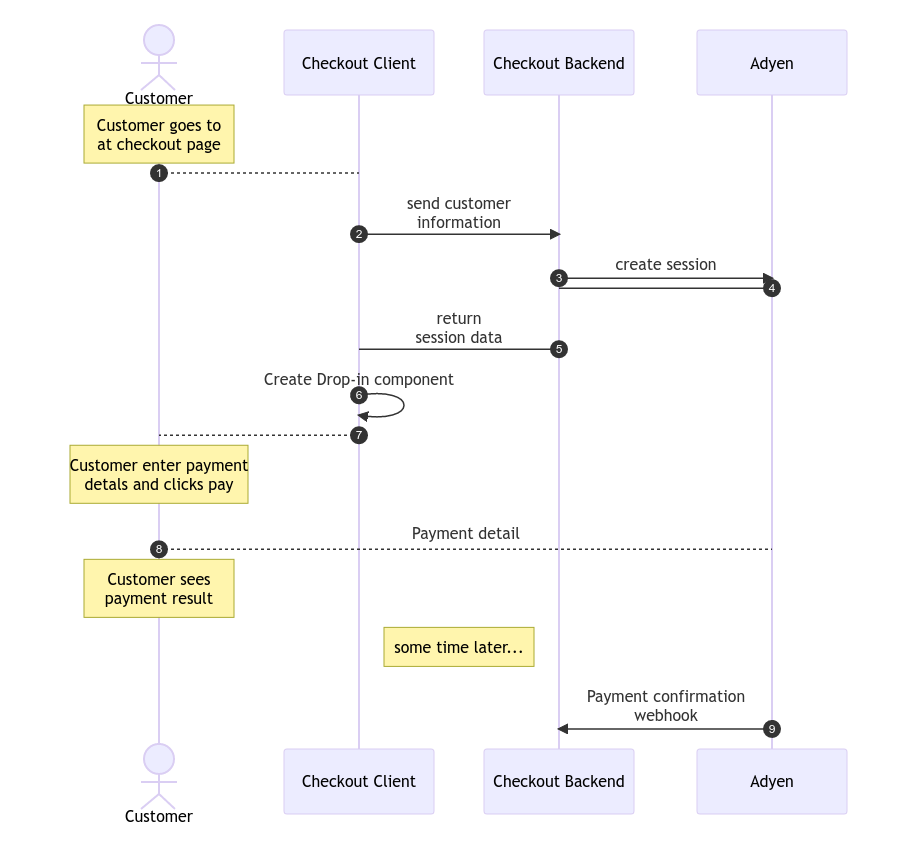 Checkout Client
Checkout Backend
Adyen
Customer
Customer goes to
at checkout page
1
send customer
information
2
create session
3
4
return
session data
5
Create Drop-in component
6
7
Customer enter payment
detals and clicks pay
Payment detail
8
Customer sees
payment result
some time later...
Payment confirmation
webhook
9
Checkout Client
Checkout Backend
Adyen
Customer